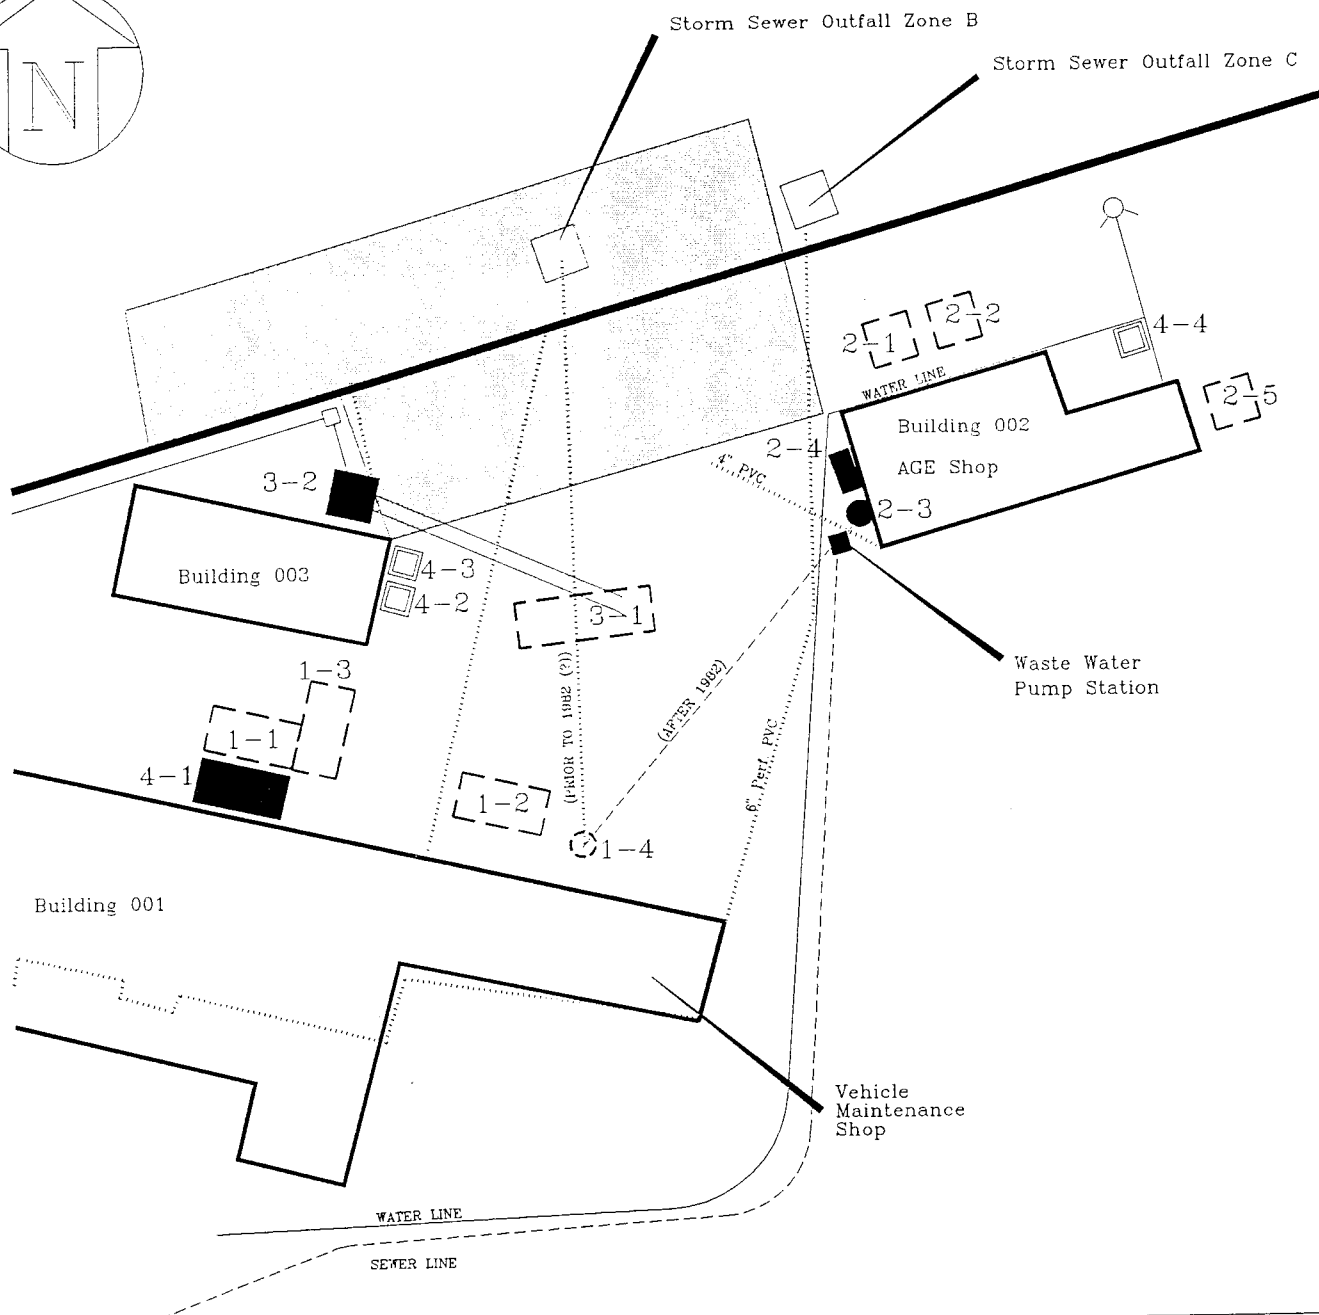 Storm Sewer Outfall Zone B
Storm Sewer Outfall Zone C
N
2-1
2-2
4-4
WATER LINE
2-5
Building 002
AGE Shop
2-4
4" PVC
3-2
2-3
Building 003
4-3
4-2
3-1
(PRIOR TO 1982 (?))
(AFTER 1982)
Waste Water
Pump Station
1-3
1-1
4-1
1-2
6" Perf. PVC
1-4
Building 001
Vehicle
Maintenance
Shop
WATER LINE
SEWER LINE